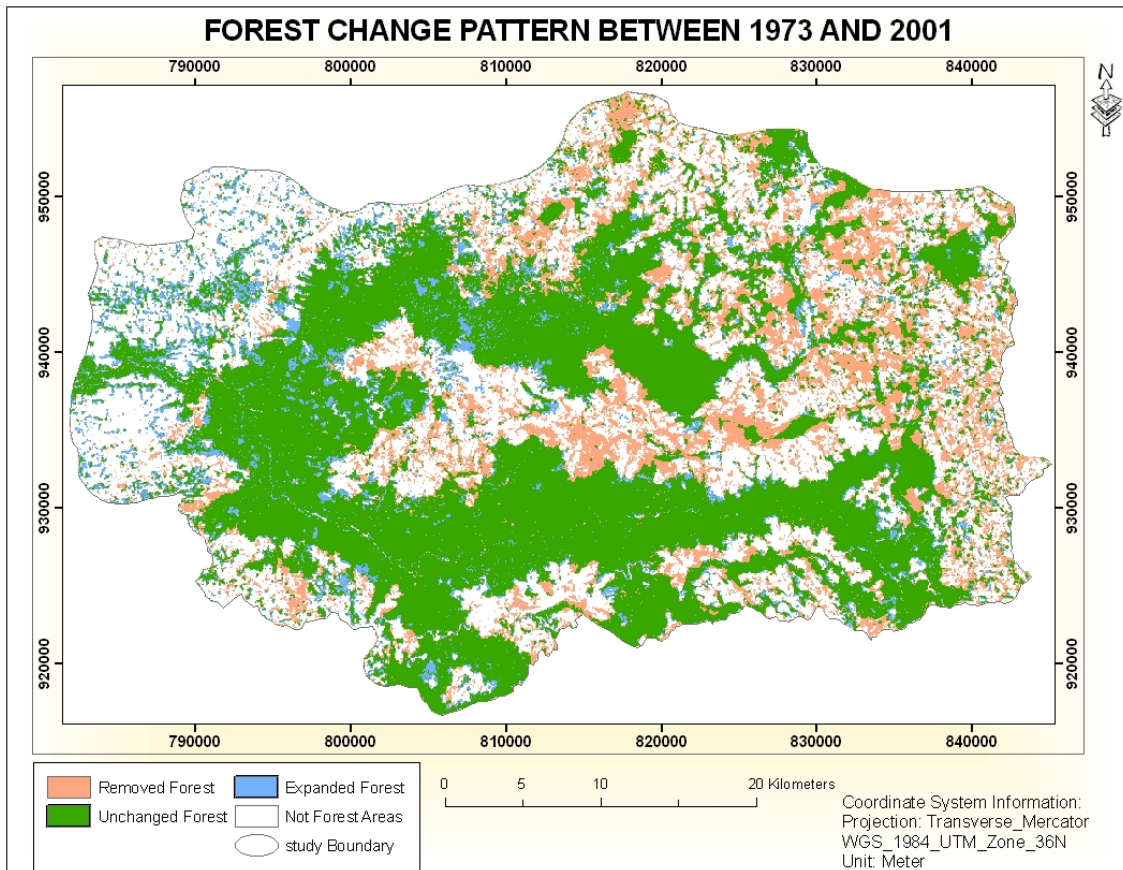 FOREST CHANGE PATTERN BETWEEN 1973 AND 2001
790000 800000 810000 820000 830000 840000
N
950000 950000
940000 940000
930000 930000
920000 920000
790000 800000 810000 820000 830000 840000
Removed Forest Expanded Forest
Unchanged Forest Not Forest Areas
study Boundary
0 5 10 20 Kilometers
Coordinate System Information:
Projection: Transverse_Mercator
WGS_1984_UTM_Zone_36N
Unit: Meter